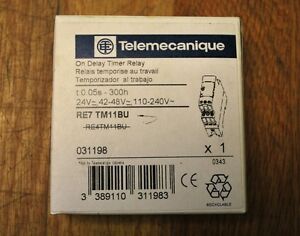 Telemecanique
On Delay Timer Relay
Relais temporise au travail
Temporizador al trabajo
t:0.05s - 300h
24V⎓, 42-48V⎓, 110-240V~
RE7 TM11BU
RE4TM11BU
031198
x 1
0343
3 389110 311983
RECYCLABLE